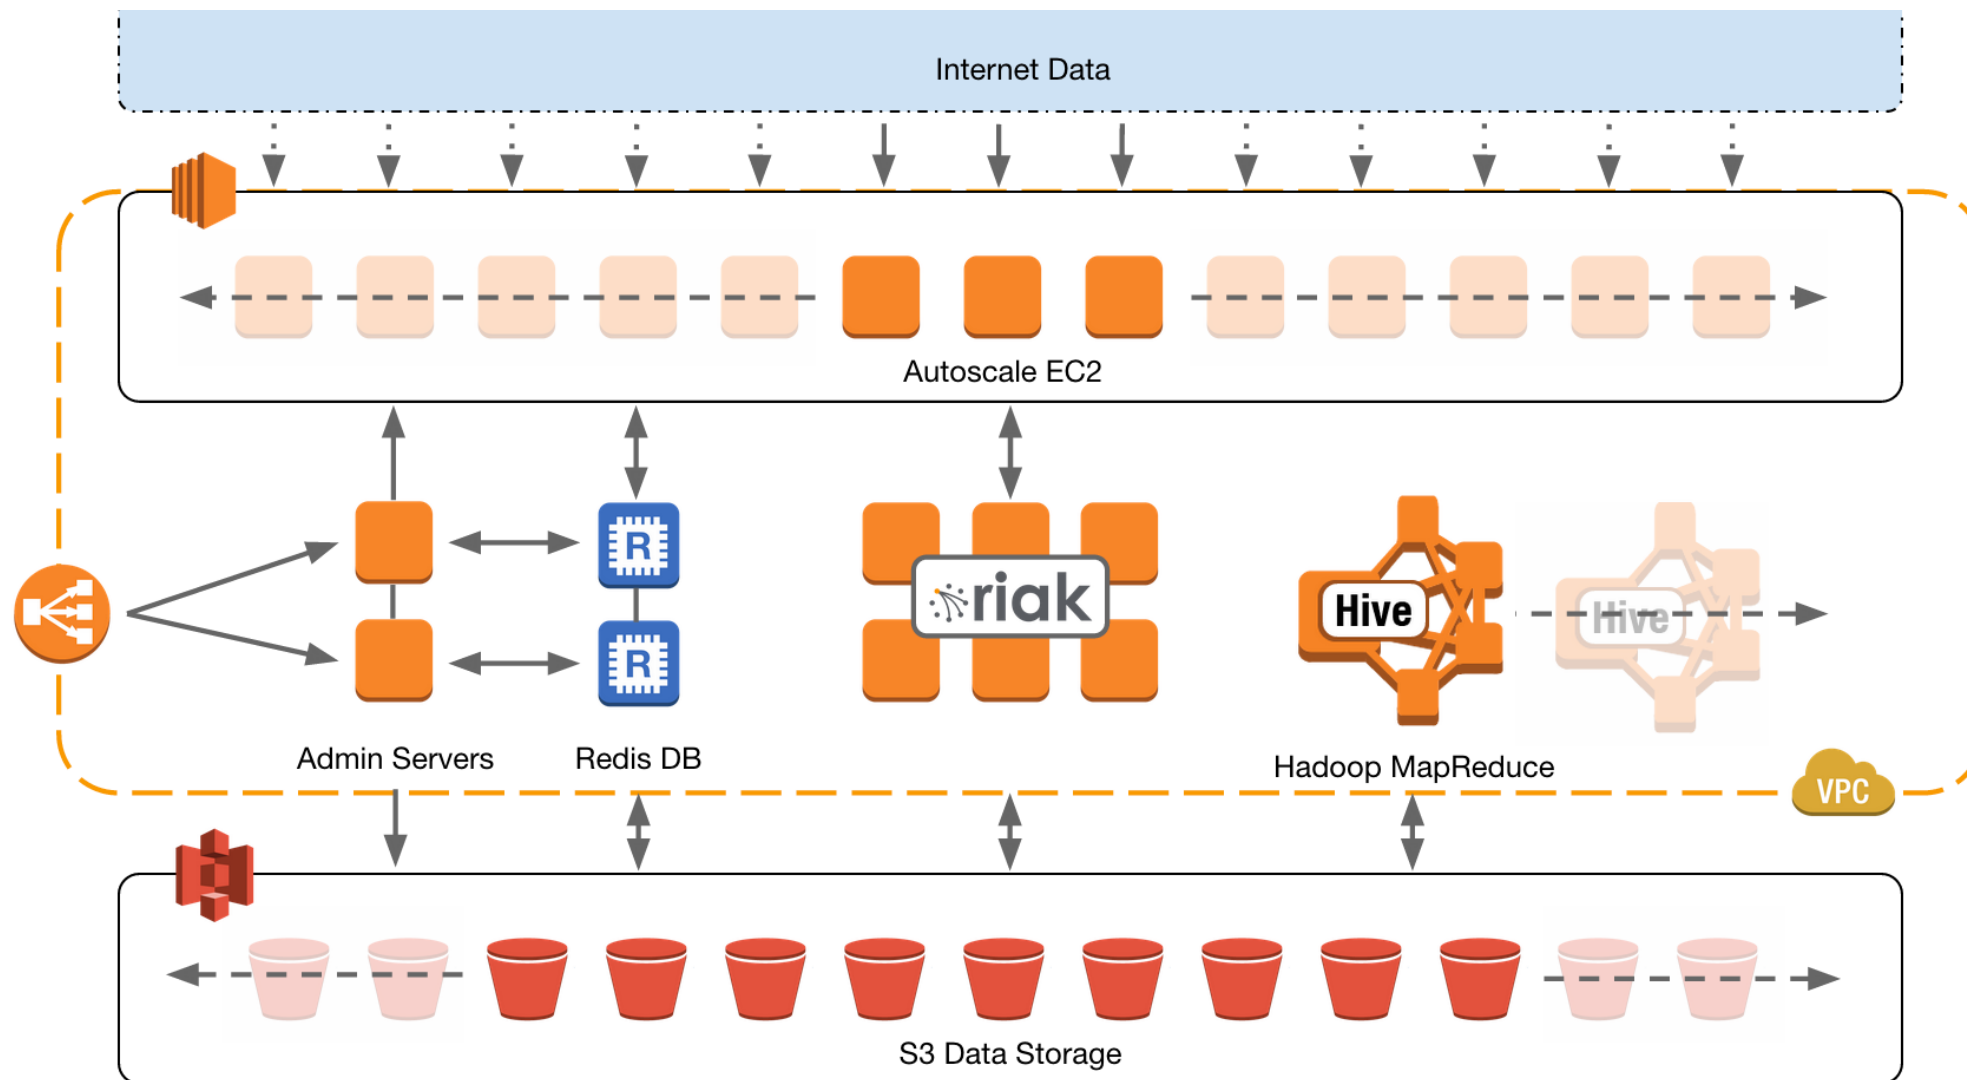 Internet Data
Autoscale EC2
R
riak
Hive
Hive
R
Admin Servers
Redis DB
Hadoop MapReduce
VPC
S3 Data Storage